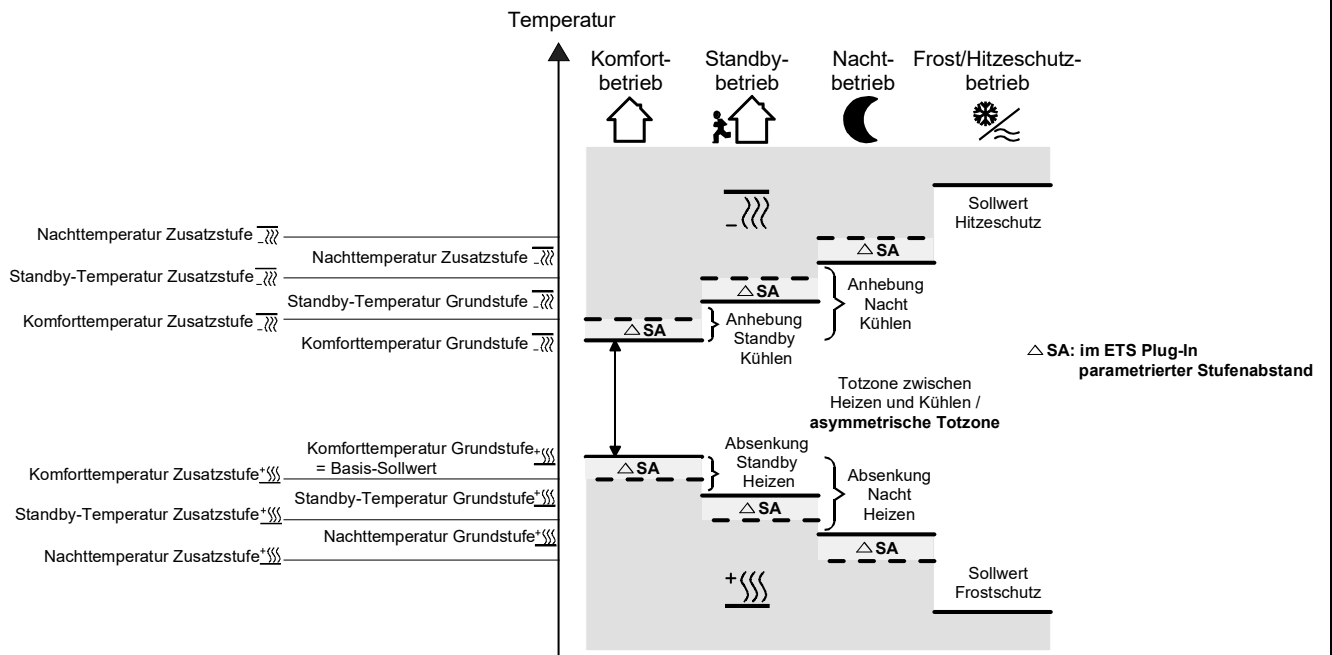 Temperatur
Komfort-
betrieb
Standby-
betrieb
Nacht-
betrieb
Frost/Hitzeschutz-
betrieb
Sollwert
Hitzeschutz
Nachttemperatur Zusatzstufe
Nachttemperatur Zusatzstufe
Standby-Temperatur Zusatzstufe
Standby-Temperatur Grundstufe
Komforttemperatur Zusatzstufe
Komforttemperatur Grundstufe
△ SA
△ SA
△ SA
Anhebung
Nacht
Kühlen
Anhebung
Standby
Kühlen
△ SA: im ETS Plug-In
parametrierter Stufenabstand
Totzone zwischen
Heizen und Kühlen /
asymmetrische Totzone
Komforttemperatur Grundstufe
= Basis-Sollwert
Komforttemperatur Zusatzstufe
Standby-Temperatur Grundstufe
Standby-Temperatur Zusatzstufe
Nachttemperatur Grundstufe
Nachttemperatur Zusatzstufe
△ SA
△ SA
△ SA
Absenkung
Standby
Heizen
Absenkung
Nacht
Heizen
Sollwert
Frostschutz